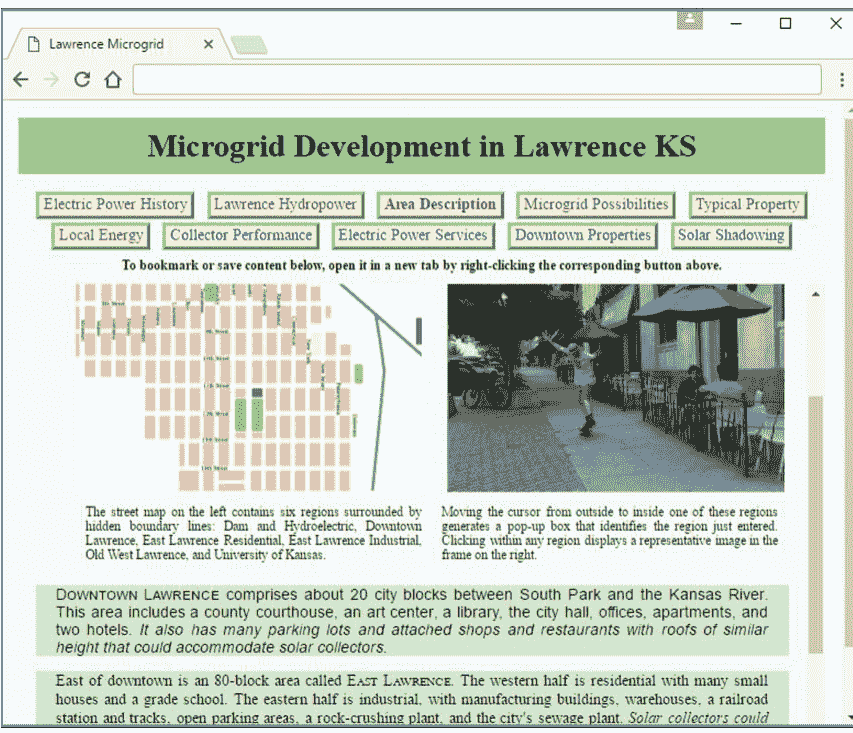 Lawrence Microgrid
Microgrid Development in Lawrence KS
Electric Power History Lawrence Hydropower Area Description Microgrid Possibilities Typical Property
Local Energy Collector Performance Electric Power Services Downtown Properties Solar Shadowing
To bookmark or save content below, open it in a new tab by right-clicking the corresponding button above.
The street map on the left contains six regions surrounded by
hidden boundary lines: Dam and Hydroelectric, Downtown
Lawrence, East Lawrence Residential, East Lawrence Industrial,
Old West Lawrence, and University of Kansas.
Moving the cursor from outside to inside one of these regions
generates a pop-up box that identifies the region just entered.
Clicking within any region displays a representative image in the
frame on the right.
DOWNTOWN LAWRENCE comprises about 20 city blocks between South Park and the Kansas River.
This area includes a county courthouse, an art center, a library, the city hall, offices, apartments, and
two hotels. It also has many parking lots and attached shops and restaurants with roofs of similar
height that could accommodate solar collectors.
East of downtown is an 80-block area called EAST LAWRENCE. The western half is residential with many small
houses and a grade school. The eastern half is industrial, with manufacturing buildings, warehouses, a railroad
station and tracks, open parking areas, a rock-crushing plant, and the city's sewage plant. Solar collectors could